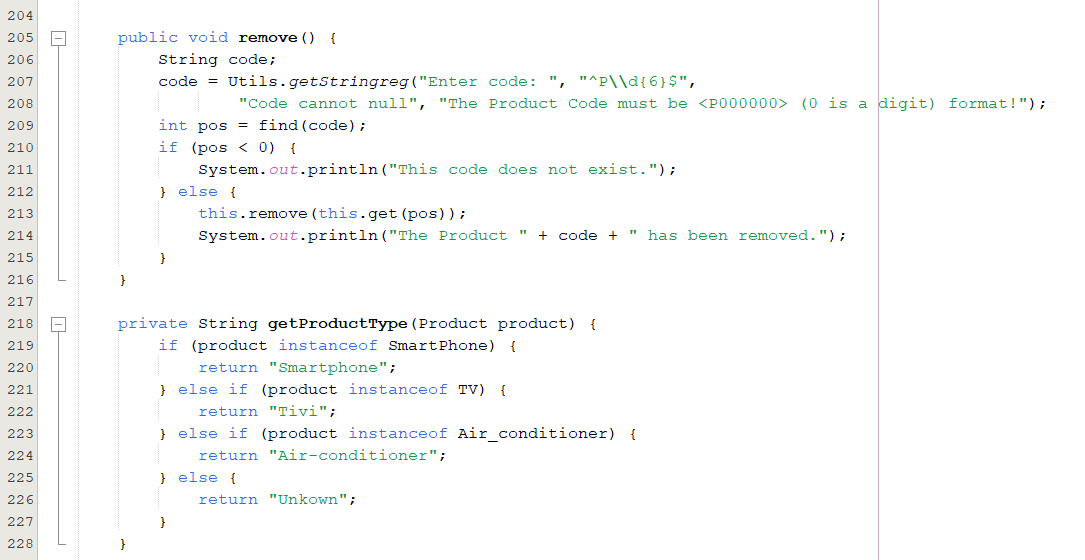 204
205 public void remove() {
206 String code;
207 code = Utils.getStringreg("Enter code: ", "^P\\d{6}$",
208 "Code cannot null", "The Product Code must be <P000000> (0 is a digit) format!");
209 int pos = find(code);
210 if (pos < 0) {
211 System.out.println("This code does not exist.");
212 } else {
213 this.remove(this.get(pos));
214 System.out.println("The Product " + code + " has been removed.");
215 }
216 }
217
218 private String getProductType(Product product) {
219 if (product instanceof SmartPhone) {
220 return "Smartphone";
221 } else if (product instanceof TV) {
222 return "Tivi";
223 } else if (product instanceof Air_conditioner) {
224 return "Air-conditioner";
225 } else {
226 return "Unkown";
227 }
228 }